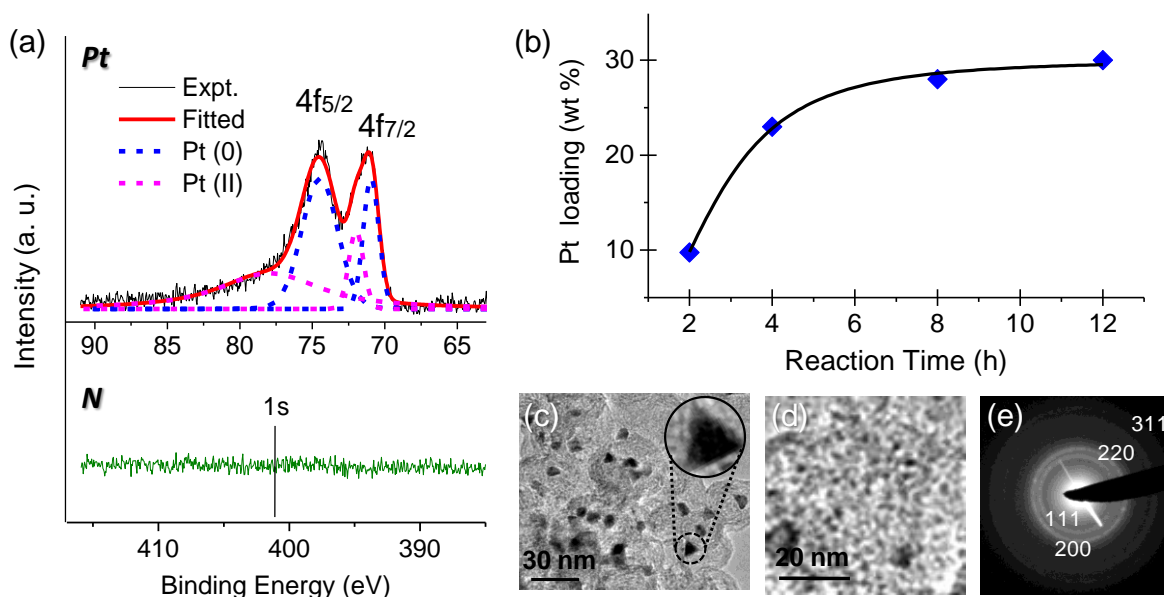 (a)
Pt
Expt.
Fitted
Pt (0)
Pt (II)
4f5/2
4f7/2
90 85 80 75 70 65
N
1s
410 400 390
Binding Energy (eV)
Intensity (a. u.)
(b)
30
20
10
Pt loading (wt %)
2 4 6 8 10 12
Reaction Time (h)
(c)
30 nm
(d)
20 nm
(e)
311
220
111
200